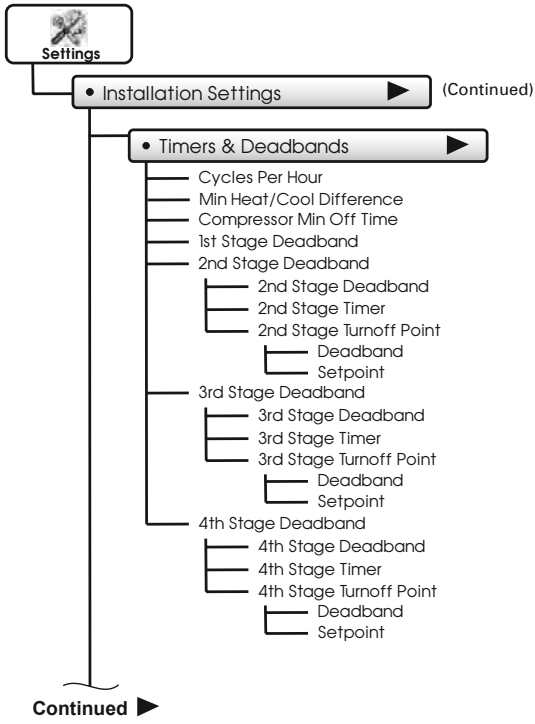 Settings
• Installation Settings (Continued)
• Timers & Deadbands
Cycles Per Hour
Min Heat/Cool Difference
Compressor Min Off Time
1st Stage Deadband
2nd Stage Deadband
2nd Stage Deadband
2nd Stage Timer
2nd Stage Turnoff Point
Deadband
Setpoint
3rd Stage Deadband
3rd Stage Deadband
3rd Stage Timer
3rd Stage Turnoff Point
Deadband
Setpoint
4th Stage Deadband
4th Stage Deadband
4th Stage Timer
4th Stage Turnoff Point
Deadband
Setpoint
Continued